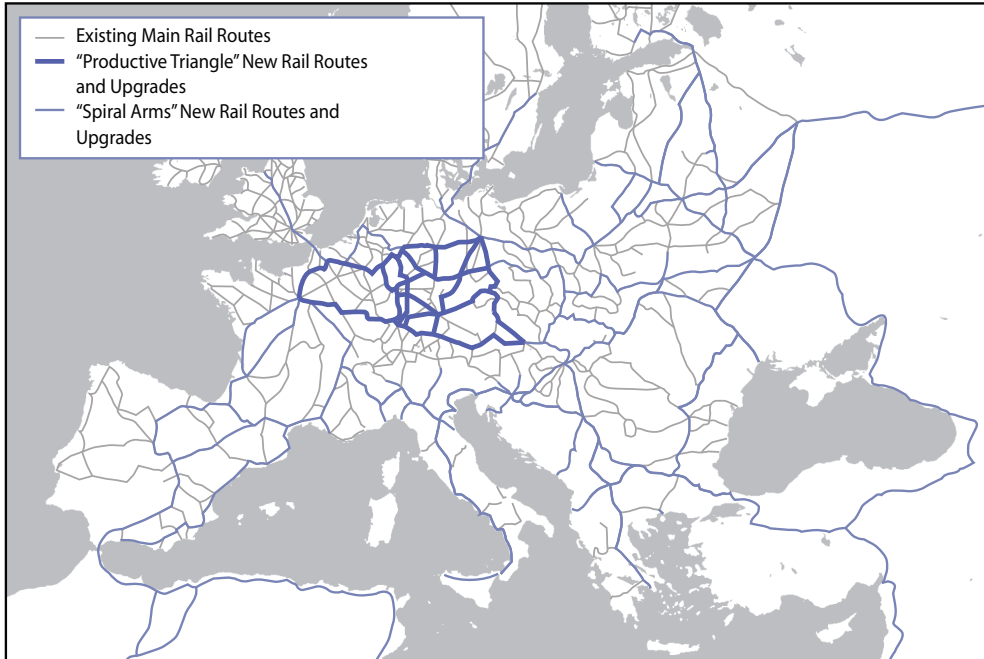 Existing Main Rail Routes
“Productive Triangle” New Rail Routes
and Upgrades
“Spiral Arms” New Rail Routes and
Upgrades